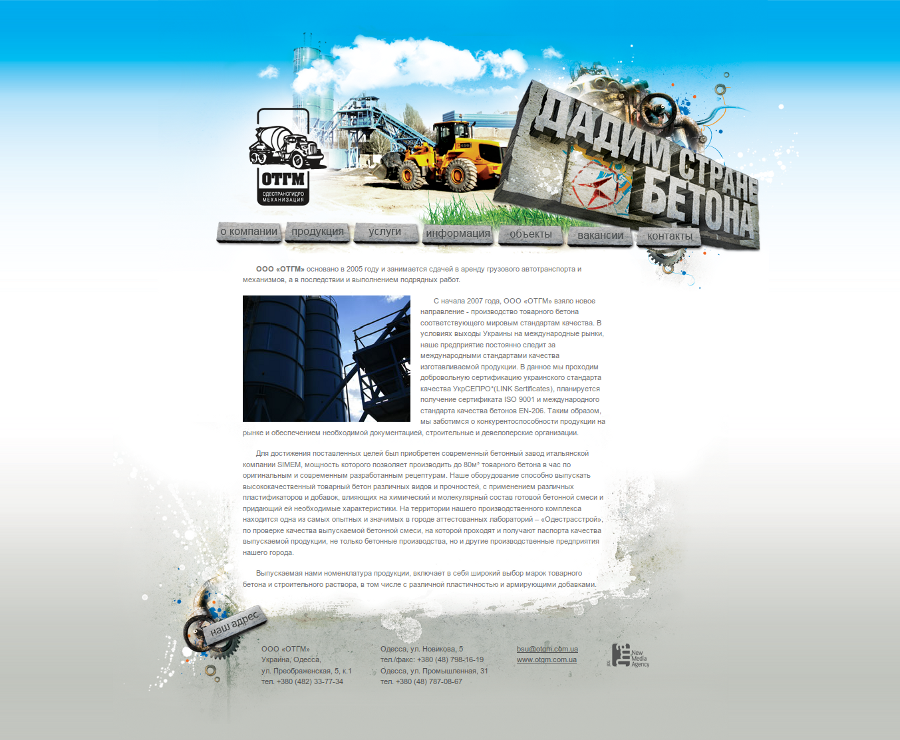 ДАДИМ СТРАНЕ
БЕТОНА
ОТГМ
ОДЕСТРАНСГИДРО
МЕХАНИЗАЦИЯ
о компании продукция услуги информация объекты вакансии контакты
ООО «ОТГМ» основано в 2005 году и занимается сдачей в аренду грузового автотранспорта и
механизмов, а в последствии и выполнением подрядных работ.
С начала 2007 года, ООО «ОТГМ» взяло новое
направление - производство товарного бетона
соответствующего мировым стандартам качества. В
условиях выходы Украины на международные рынки,
наше предприятие постоянно следит за
международными стандартами качества
изготавливаемой продукции. В данное мы проходим
добровольную сертификацию украинского стандарта
качества УкрСЕПРО"(LINK Sertificates), планируется
получение сертификата ISO 9001 и международного
стандарта качества бетонов EN-206. Таким образом,
мы заботимся о конкурентоспособности продукции на
рынке и обеспечением необходимой документацией, строительные и девелоперские организации.
Для достижения поставленных целей был приобретен современный бетонный завод итальянской
компании SIMEM, мощность которого позволяет производить до 80м³ товарного бетона в час по
оригинальным и современным разработанным рецептурам. Наше оборудование способно выпускать
высококачественный товарный бетон различных видов и прочностей, с применением различных
пластификаторов и добавок, влияющих на химический и молекулярный состав готовой бетонной смеси и
придающий ей необходимые характеристики. На территории нашего производственного комплекса
находится одна из самых опытных и значимых в городе аттестованных лабораторий – «Одестрасстрой»,
по проверке качества выпускаемой бетонной смеси, на которой проходят и получают паспорта качества
выпускаемой продукции, не только бетонные производства, но и другие производственные предприятия
нашего города.
Выпускаемая нами номенклатура продукции, включает в себя широкий выбор марок товарного
бетона и строительного раствора, в том числе с различной пластичностью и армирующими добавками.
наш адрес
ООО «ОТГМ»
Украина, Одесса,
ул. Преображенская, 5, к.1
тел. +380 (482) 33-77-34
Одесса, ул. Новикова, 5
тел./факс: +380 (48) 798-16-19
Одесса, ул. Промышленная, 31
тел. +380 (48) 787-08-67
bsu@otgm.com.ua
www.otgm.com.ua
New
Media
Agency